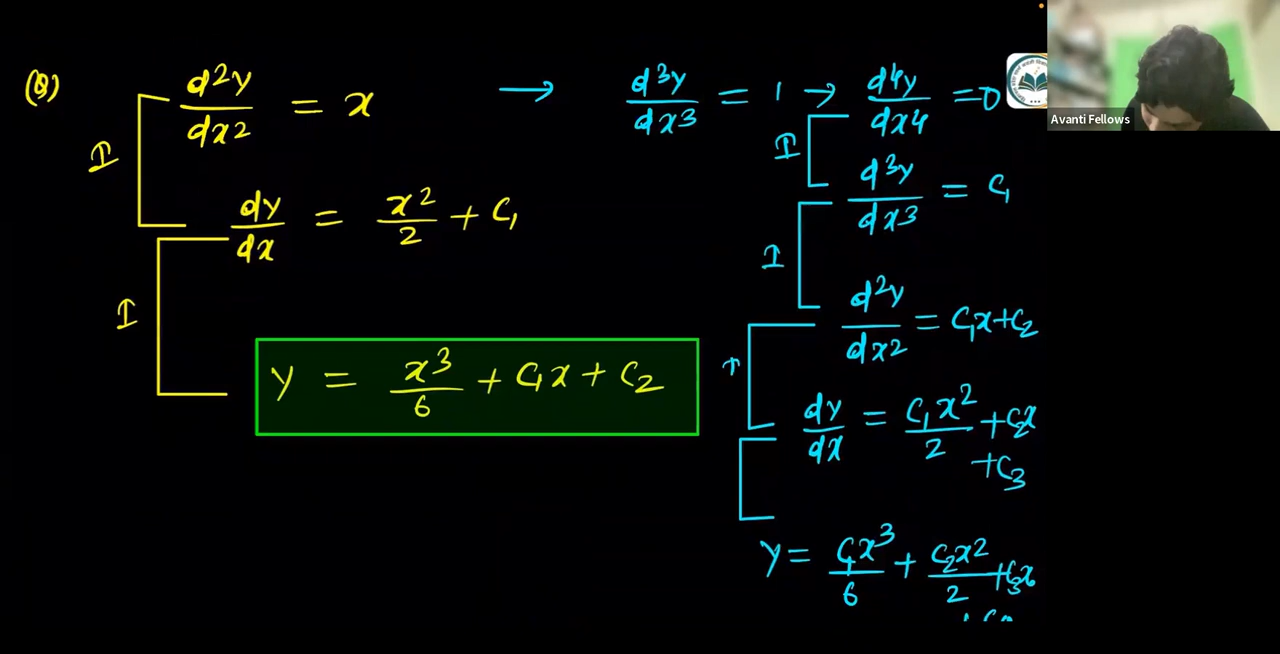 (Q) d²y/dx² = x → d³y/dx³ = 1 → d⁴y/dx⁴ = 0
Avanti Fellows
I
I
d³y/dx³ = C₁
dy/dx = x²/2 + C₁
I
I
d²y/dx² = C₁x+C₂
y = x³/6 + C₁x + C₂
dy/dx = C₁x²/2 + C₂x
+C₃
y = C₁x³/6 + C₂x²/2 + C₃x